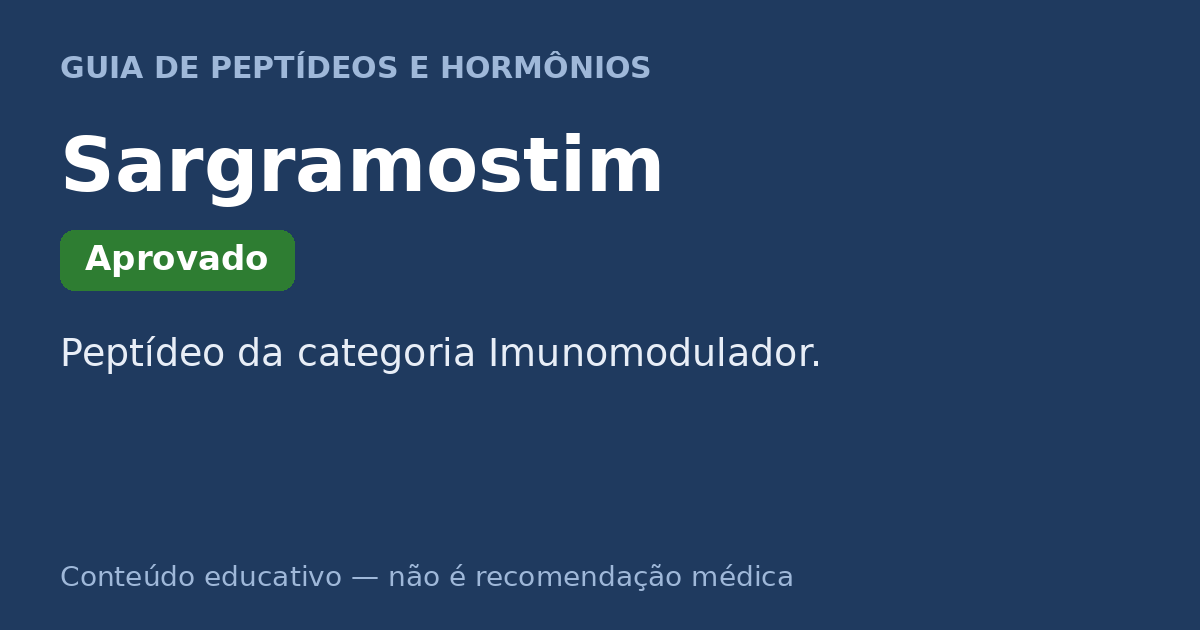 GUIA DE PEPTÍDEOS E HORMÔNIOS
Sargramostim
Aprovado
Peptídeo da categoria Imunomodulador.
Conteúdo educativo — não é recomendação médica